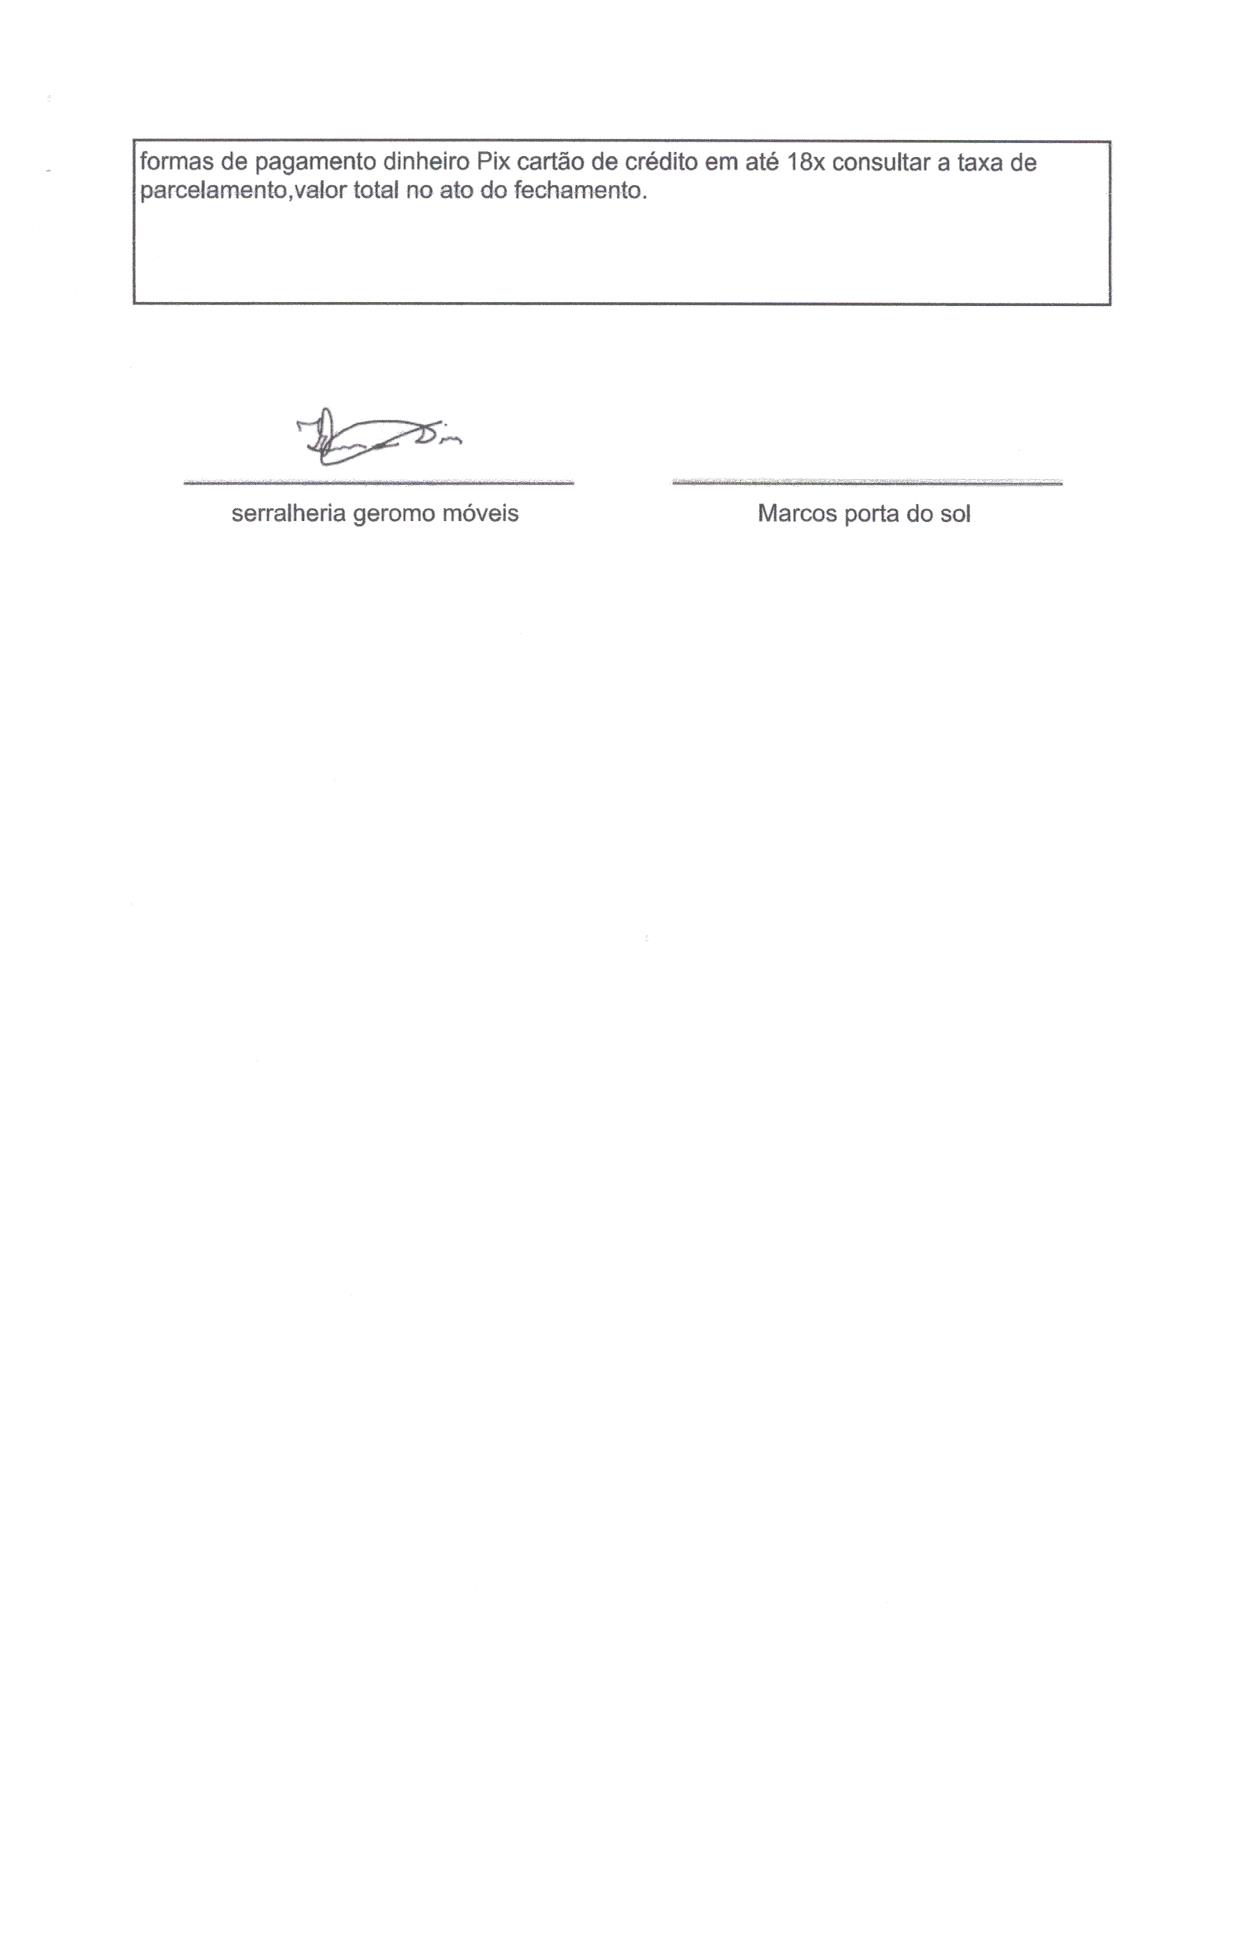 formas de pagamento dinheiro Pix cartão de crédito em até 18x consultar a taxa de
parcelamento,valor total no ato do fechamento.
serralheria geromo móveis
Marcos porta do sol